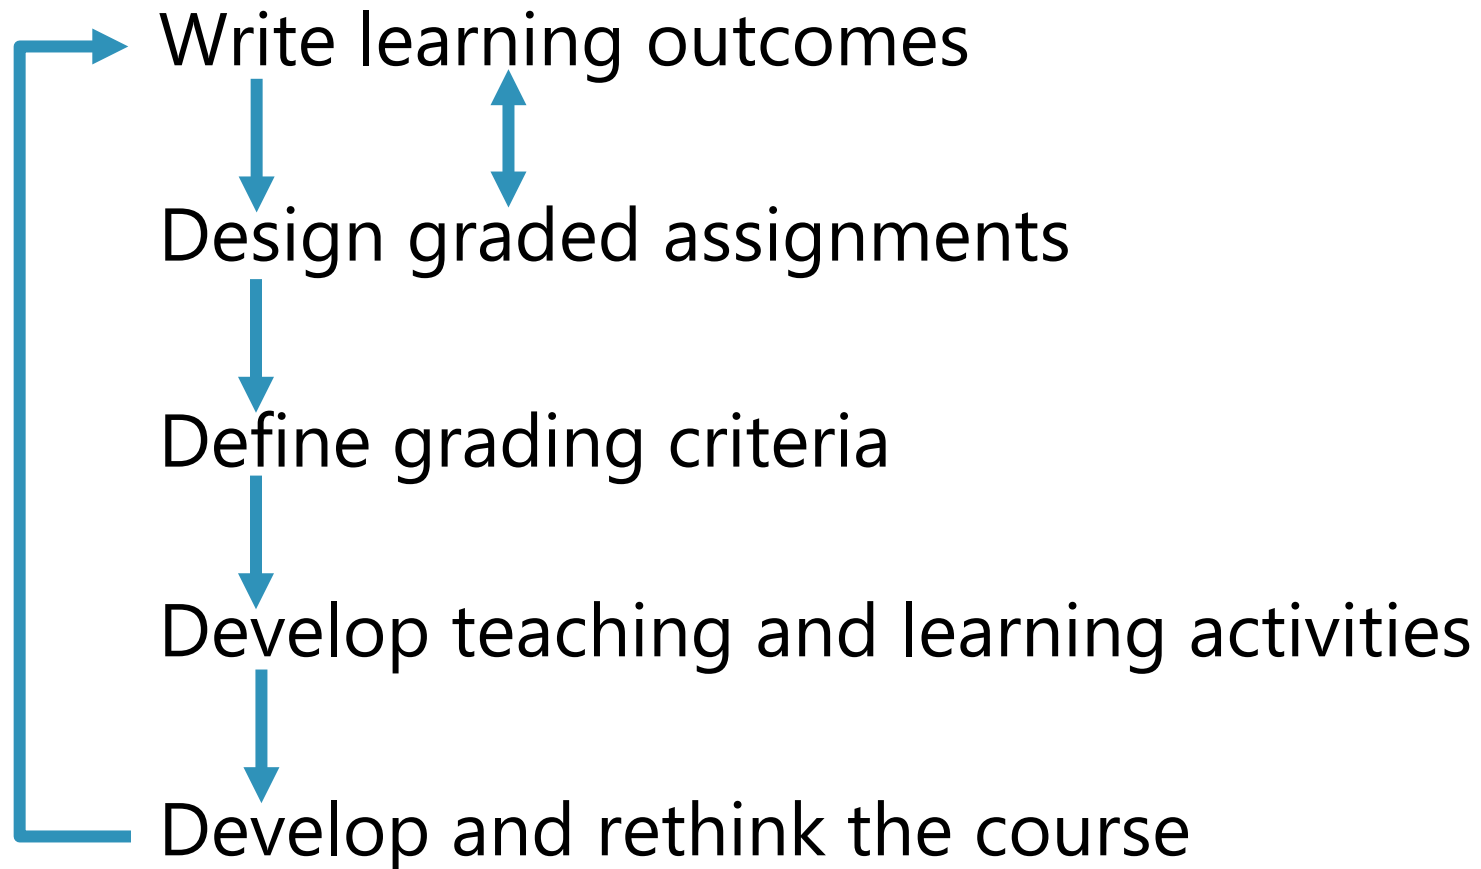 Write learning outcomes
Design graded assignments
Define grading criteria
Develop teaching and learning activities
Develop and rethink the course